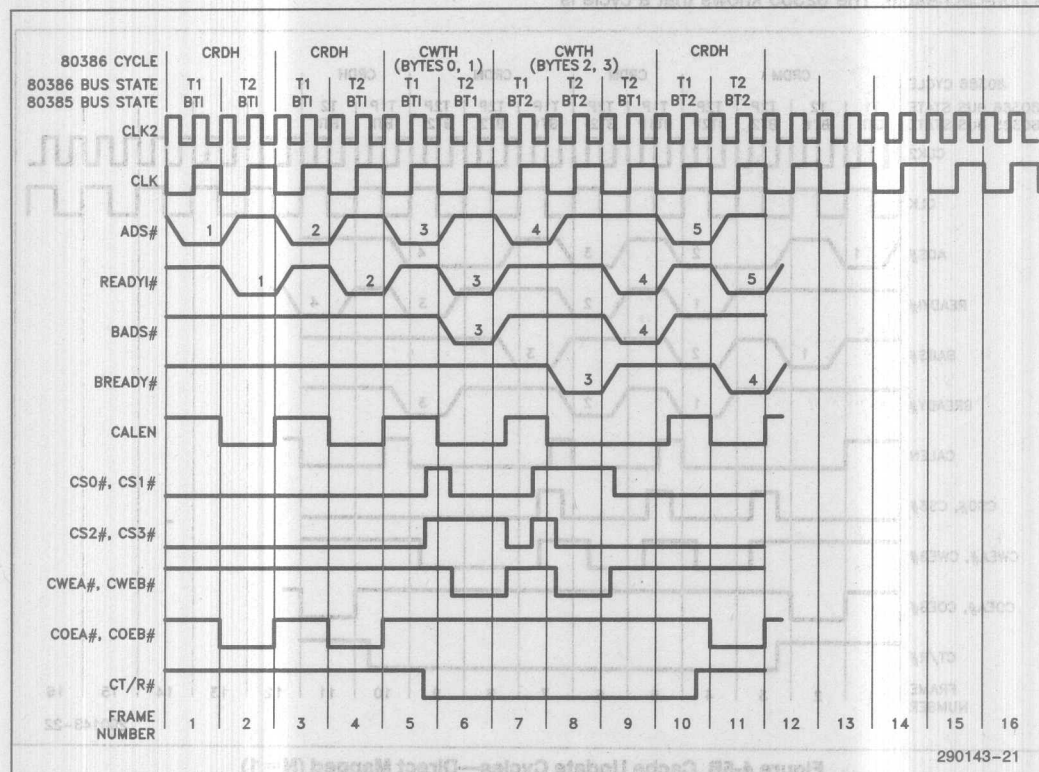 80386 CYCLE CRDH CRDH CWTH (BYTES 0, 1) CWTH (BYTES 2, 3) CRDH
80386 BUS STATE T1 T2 T1 T2 T1 T2 T1 T2 T2 T1 T2
80385 BUS STATE BTI BTI BTI BTI BTI BT1 BT2 BT2 BT1 BT2 BT2
CLK2
CLK
ADS# 1 2 3 4 5
READYI# 1 2 3 4 5
BADS# 3 4
BREADY# 3 4
CALEN
CS0#, CS1#
CS2#, CS3#
CWEA#, CWEB#
COEA#, COEB#
CT/R#
FRAME
NUMBER 1 2 3 4 5 6 7 8 9 10 11 12 13 14 15 16
290143-21